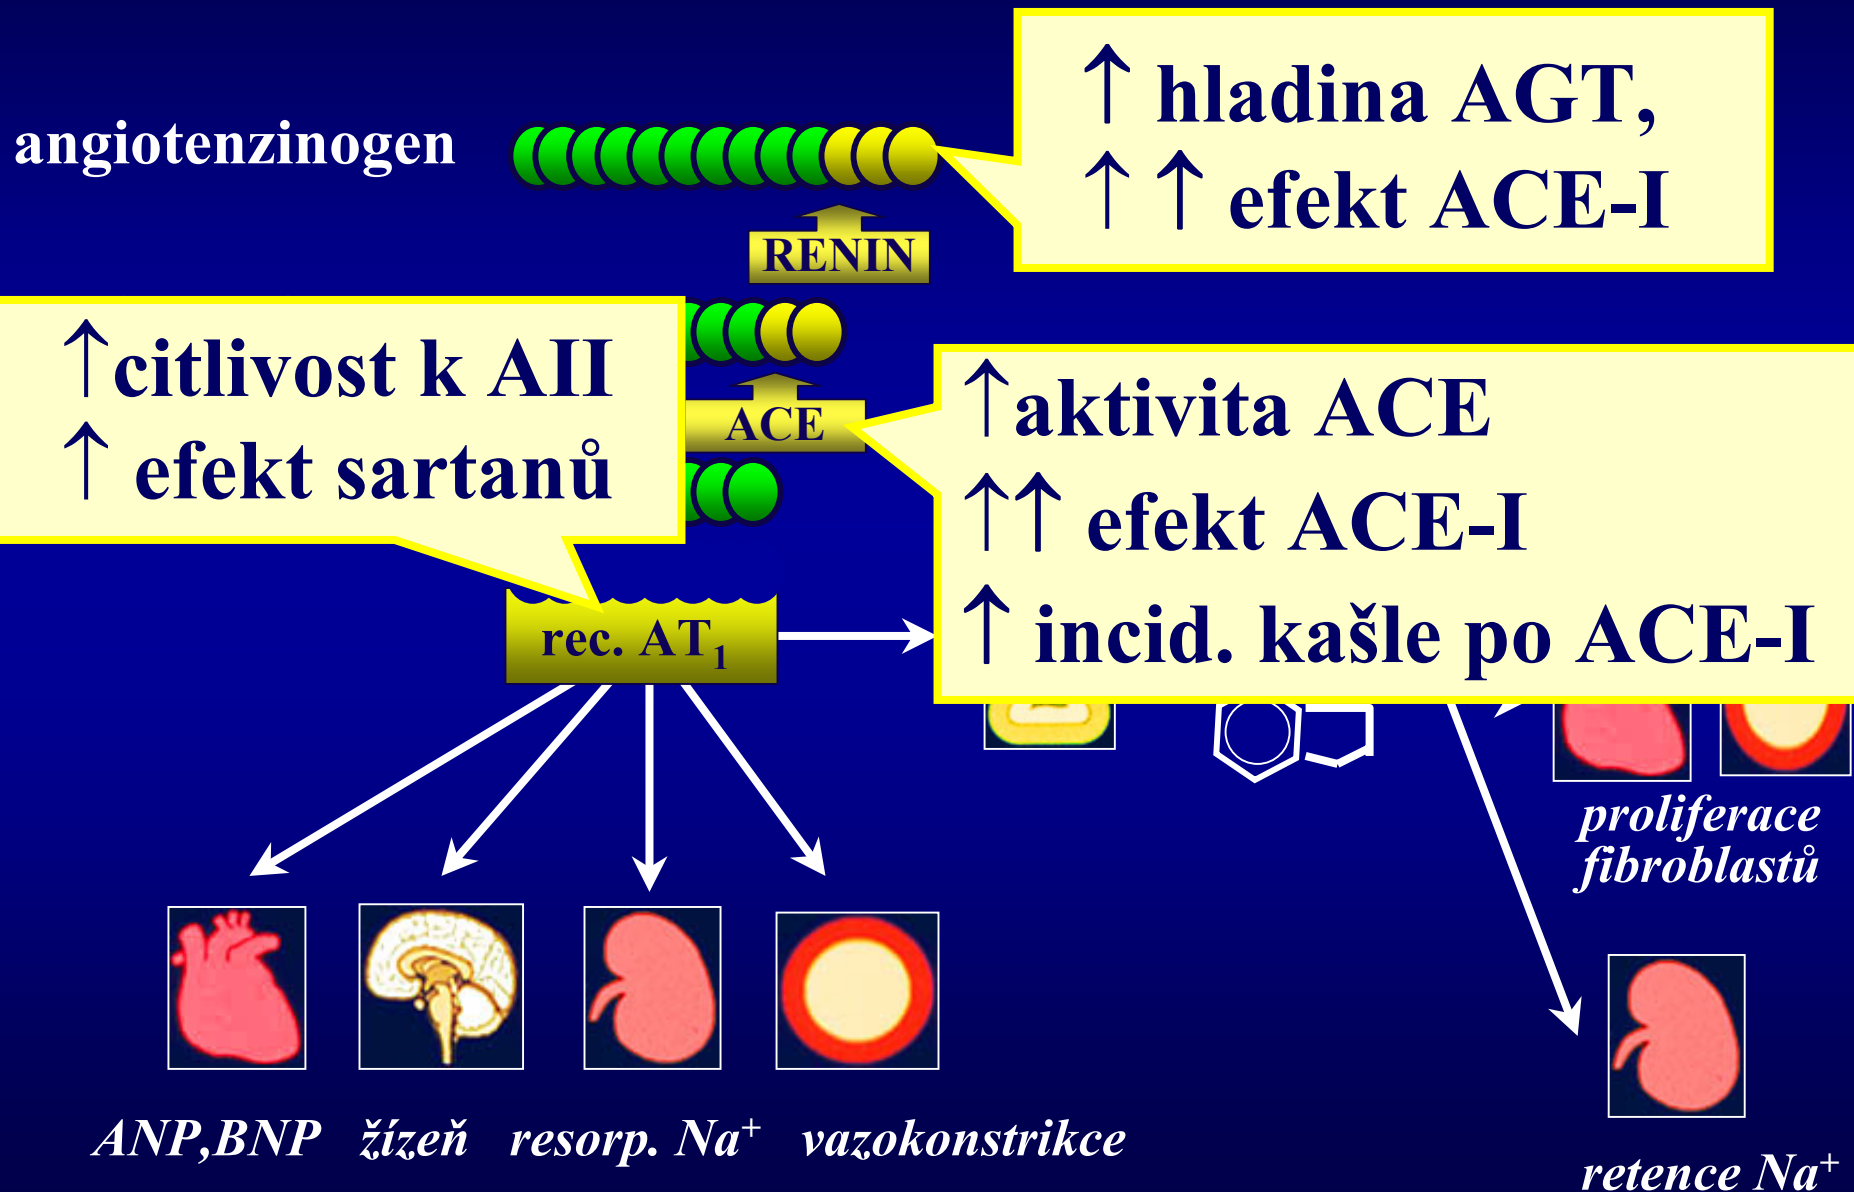 angiotenzinogen
↑ hladina AGT,
↑ ↑ efekt ACE-I
RENIN
↑citlivost k AII
↑ efekt sartanů
ACE
↑aktivita ACE
↑↑ efekt ACE-I
↑ incid. kašle po ACE-I
rec. AT₁
proliferace
fibroblastů
ANP,BNP žízeň resorp. Na⁺ vazokonstrikce
retence Na⁺